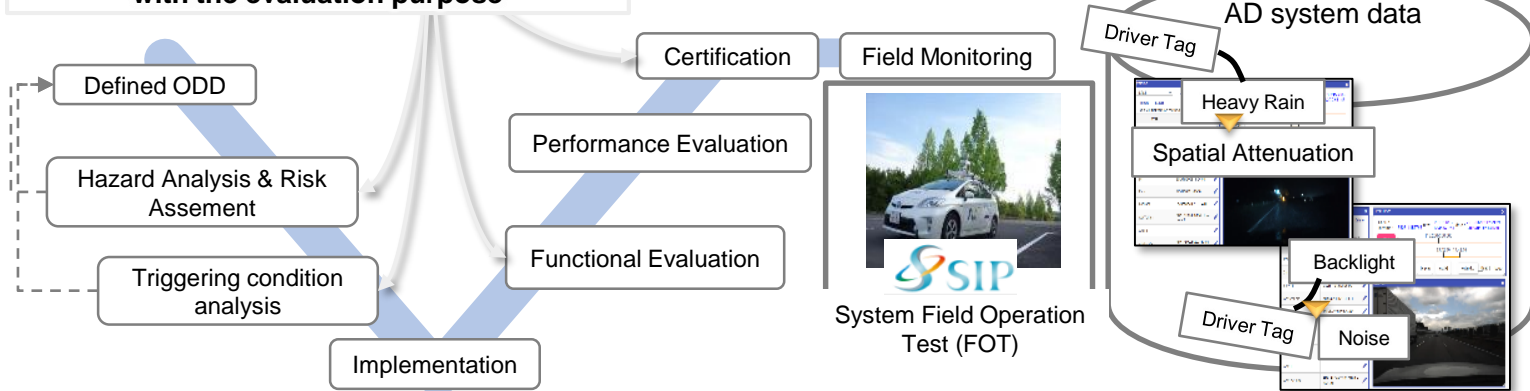 with the evaluation purpose
Defined ODD
Hazard Analysis & Risk
Assement
Triggering condition
analysis
Implementation
Certification
Field Monitoring
Performance Evaluation
Functional Evaluation
SIP
System Field Operation
Test (FOT)
AD system data
Driver Tag
Heavy Rain
Spatial Attenuation
Backlight
Driver Tag
Noise